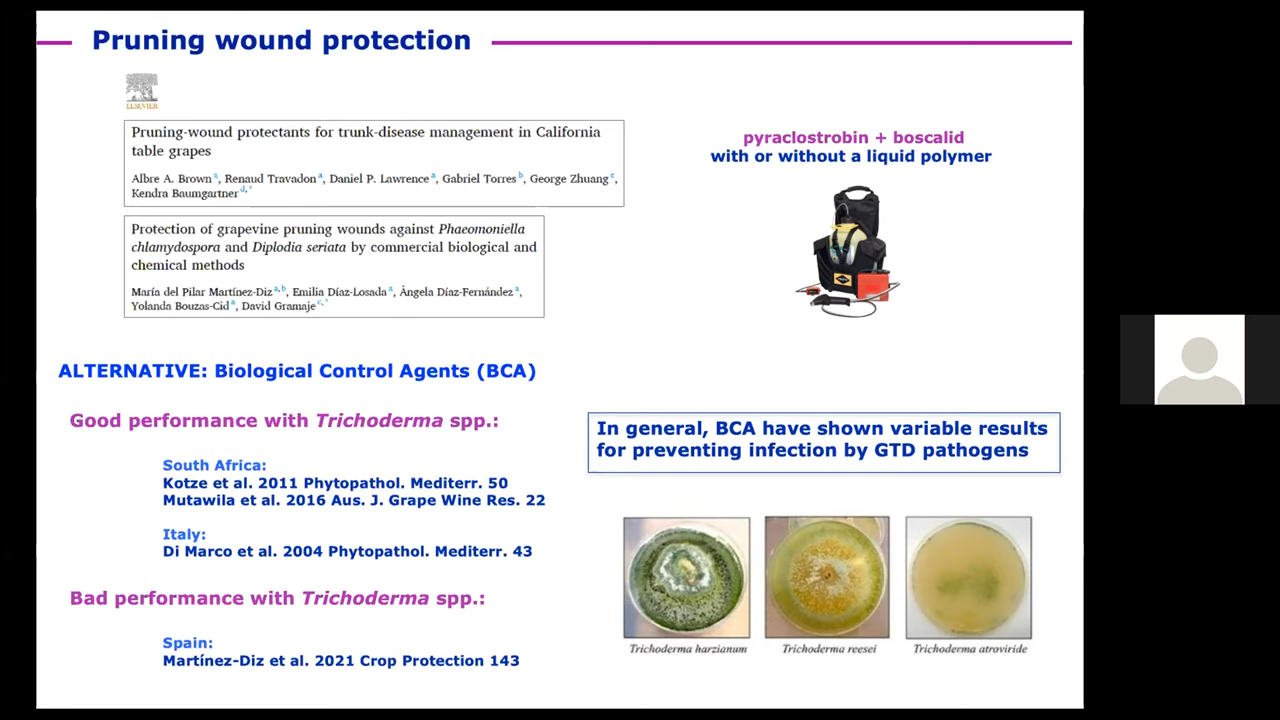 Pruning wound protection
ELSEVIER
Pruning-wound protectants for trunk-disease management in California
table grapes
Albre A. Brown a, Renaud Travadon a, Daniel P. Lawrence a, Gabriel Torres b, George Zhuang c,
Kendra Baumgartner d,*
Protection of grapevine pruning wounds against Phaeomoniella
chlamydospora and Diplodia seriata by commercial biological and
chemical methods
María del Pilar Martínez-Diz a,b, Emilia Díaz-Losada a, Ángela Díaz-Fernández a,
Yolanda Bouzas-Cid a, David Gramaje c,*
pyraclostrobin + boscalid
with or without a liquid polymer
ALTERNATIVE: Biological Control Agents (BCA)
Good performance with Trichoderma spp.:
South Africa:
Kotze et al. 2011 Phytopathol. Mediterr. 50
Mutawila et al. 2016 Aus. J. Grape Wine Res. 22
Italy:
Di Marco et al. 2004 Phytopathol. Mediterr. 43
Bad performance with Trichoderma spp.:
Spain:
Martínez-Diz et al. 2021 Crop Protection 143
In general, BCA have shown variable results
for preventing infection by GTD pathogens
Trichoderma harzianum
Trichoderma reesei
Trichoderma atroviride